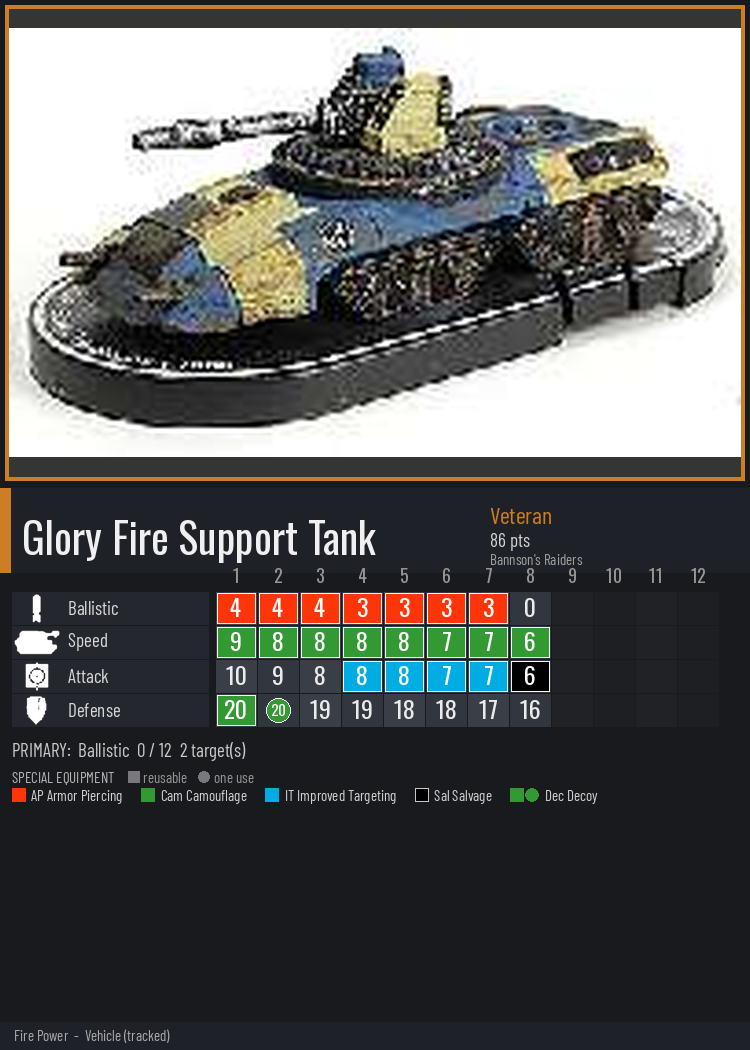 Glory Fire Support Tank
Veteran
86 pts
Bannson's Raiders
1 2 3 4 5 6 7 8 9 10 11 12
Ballistic 4 4 4 3 3 3 3 0
Speed 9 8 8 8 8 7 7 6
Attack 10 9 8 8 8 7 7 6
Defense 20 20 19 19 18 18 17 16
PRIMARY: Ballistic 0 / 12 2 target(s)
SPECIAL EQUIPMENT reusable one use
AP Armor Piercing Cam Camouflage IT Improved Targeting Sal Salvage Dec Decoy
Fire Power - Vehicle (tracked)